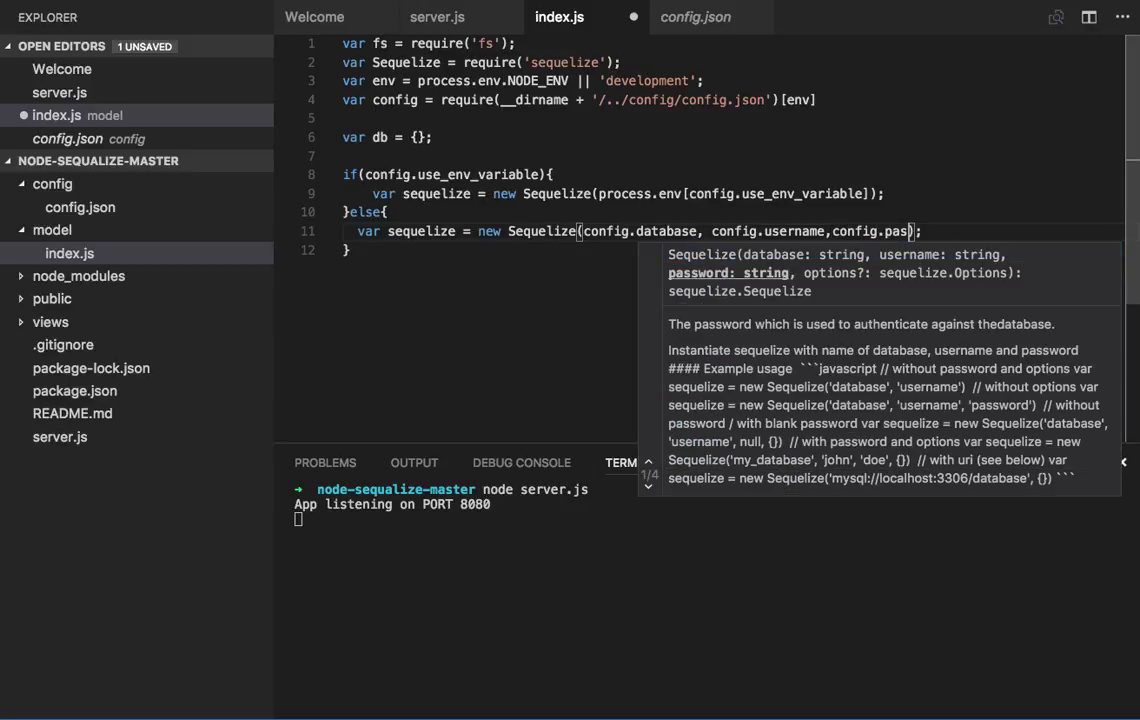 EXPLORER
Welcome
server.js
index.js
config.json
OPEN EDITORS 1 UNSAVED
Welcome
server.js
index.js model
config.json config
NODE-SEQUALIZE-MASTER
config
config.json
model
index.js
node_modules
public
views
.gitignore
package-lock.json
package.json
README.md
server.js
1 var fs = require('fs');
2 var Sequelize = require('sequelize');
3 var env = process.env.NODE_ENV || 'development';
4 var config = require(__dirname + '/../config/config.json')[env]
5
6 var db = {};
7
8 if(config.use_env_variable){
9 var sequelize = new Sequelize(process.env[config.use_env_variable]);
10 }else{
11 var sequelize = new Sequelize(config.database, config.username,config.pas);
12 }
Sequelize(database: string, username: string,
password: string, options?: sequelize.Options):
sequelize.Sequelize
The password which is used to authenticate against thedatabase.
Instantiate sequelize with name of database, username and password
#### Example usage ```javascript // without password and options var
sequelize = new Sequelize('database', 'username') // without options var
sequelize = new Sequelize('database', 'username', 'password') // without
password / with blank password var sequelize = new Sequelize('database',
'username', null, {}) // with password and options var sequelize = new
Sequelize('my_database', 'john', 'doe', {}) // with uri (see below) var
sequelize = new Sequelize('mysql://localhost:3306/database', {}) ```
1/4
PROBLEMS OUTPUT DEBUG CONSOLE TERM
→ node-sequalize-master node server.js
App listening on PORT 8080